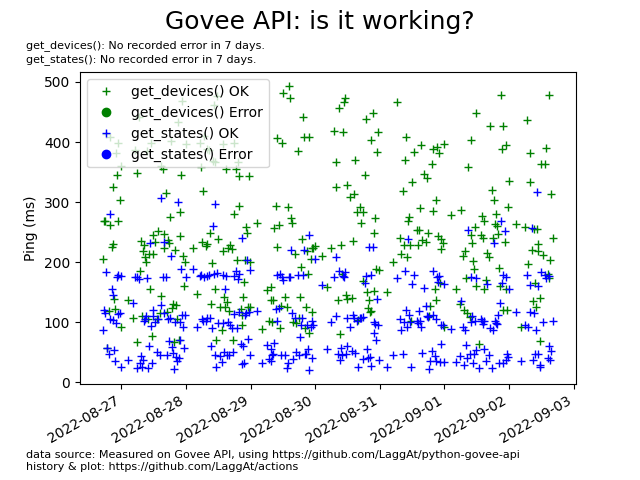 Govee API: is it working?
get_devices(): No recorded error in 7 days.
get_states(): No recorded error in 7 days.
get_devices() OK
get_devices() Error
get_states() OK
get_states() Error
500
400
300
200
100
0
Ping (ms)
2022-08-27
2022-08-28
2022-08-29
2022-08-30
2022-08-31
2022-09-01
2022-09-02
2022-09-03
data source: Measured on Govee API, using https://github.com/LaggAt/python-govee-api
history & plot: https://github.com/LaggAt/actions